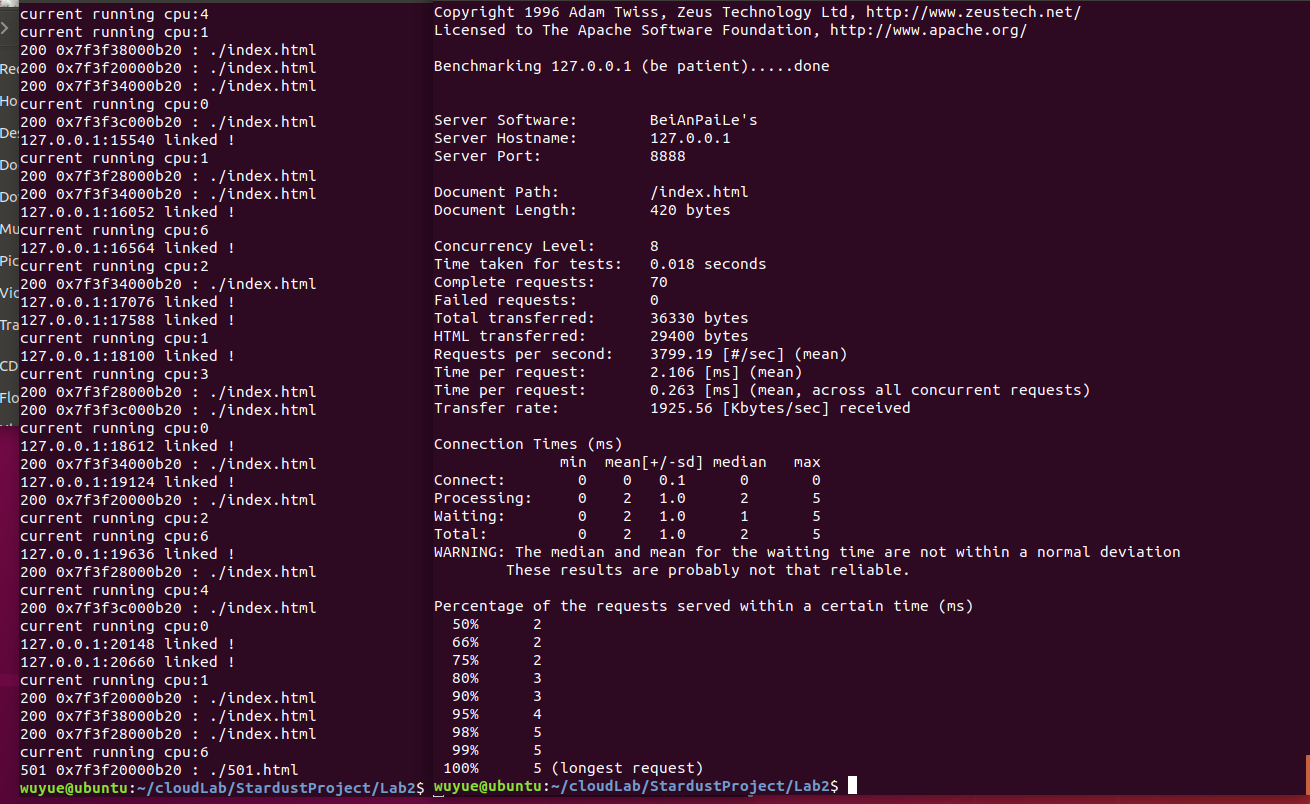 current running cpu:4
current running cpu:1
200 0x7f3f38000b20 : ./index.html
200 0x7f3f20000b20 : ./index.html
200 0x7f3f34000b20 : ./index.html
current running cpu:0
200 0x7f3f3c000b20 : ./index.html
127.0.0.1:15540 linked !
current running cpu:1
200 0x7f3f28000b20 : ./index.html
200 0x7f3f34000b20 : ./index.html
127.0.0.1:16052 linked !
current running cpu:6
127.0.0.1:16564 linked !
current running cpu:2
200 0x7f3f34000b20 : ./index.html
127.0.0.1:17076 linked !
127.0.0.1:17588 linked !
current running cpu:1
127.0.0.1:18100 linked !
current running cpu:3
200 0x7f3f28000b20 : ./index.html
200 0x7f3f3c000b20 : ./index.html
current running cpu:0
127.0.0.1:18612 linked !
200 0x7f3f34000b20 : ./index.html
127.0.0.1:19124 linked !
200 0x7f3f20000b20 : ./index.html
current running cpu:2
current running cpu:6
127.0.0.1:19636 linked !
200 0x7f3f28000b20 : ./index.html
current running cpu:4
200 0x7f3f3c000b20 : ./index.html
current running cpu:0
127.0.0.1:20148 linked !
127.0.0.1:20660 linked !
current running cpu:1
200 0x7f3f20000b20 : ./index.html
200 0x7f3f38000b20 : ./index.html
200 0x7f3f28000b20 : ./index.html
current running cpu:6
501 0x7f3f20000b20 : ./501.html
wuyue@ubuntu:~/cloudLab/StardustProject/Lab2$
Copyright 1996 Adam Twiss, Zeus Technology Ltd, http://www.zeustech.net/
Licensed to The Apache Software Foundation, http://www.apache.org/
Benchmarking 127.0.0.1 (be patient).....done
Server Software: BeiAnPaiLe's
Server Hostname: 127.0.0.1
Server Port: 8888
Document Path: /index.html
Document Length: 420 bytes
Concurrency Level: 8
Time taken for tests: 0.018 seconds
Complete requests: 70
Failed requests: 0
Total transferred: 36330 bytes
HTML transferred: 29400 bytes
Requests per second: 3799.19 [#/sec] (mean)
Time per request: 2.106 [ms] (mean)
Time per request: 0.263 [ms] (mean, across all concurrent requests)
Transfer rate: 1925.56 [Kbytes/sec] received
Connection Times (ms)
min mean[+/-sd] median max
Connect: 0 0 0.1 0 0
Processing: 0 2 1.0 2 5
Waiting: 0 2 1.0 1 5
Total: 0 2 1.0 2 5
WARNING: The median and mean for the waiting time are not within a normal deviation
These results are probably not that reliable.
Percentage of the requests served within a certain time (ms)
50% 2
66% 2
75% 2
80% 3
90% 3
95% 4
98% 5
99% 5
100% 5 (longest request)
wuyue@ubuntu:~/cloudLab/StardustProject/Lab2$